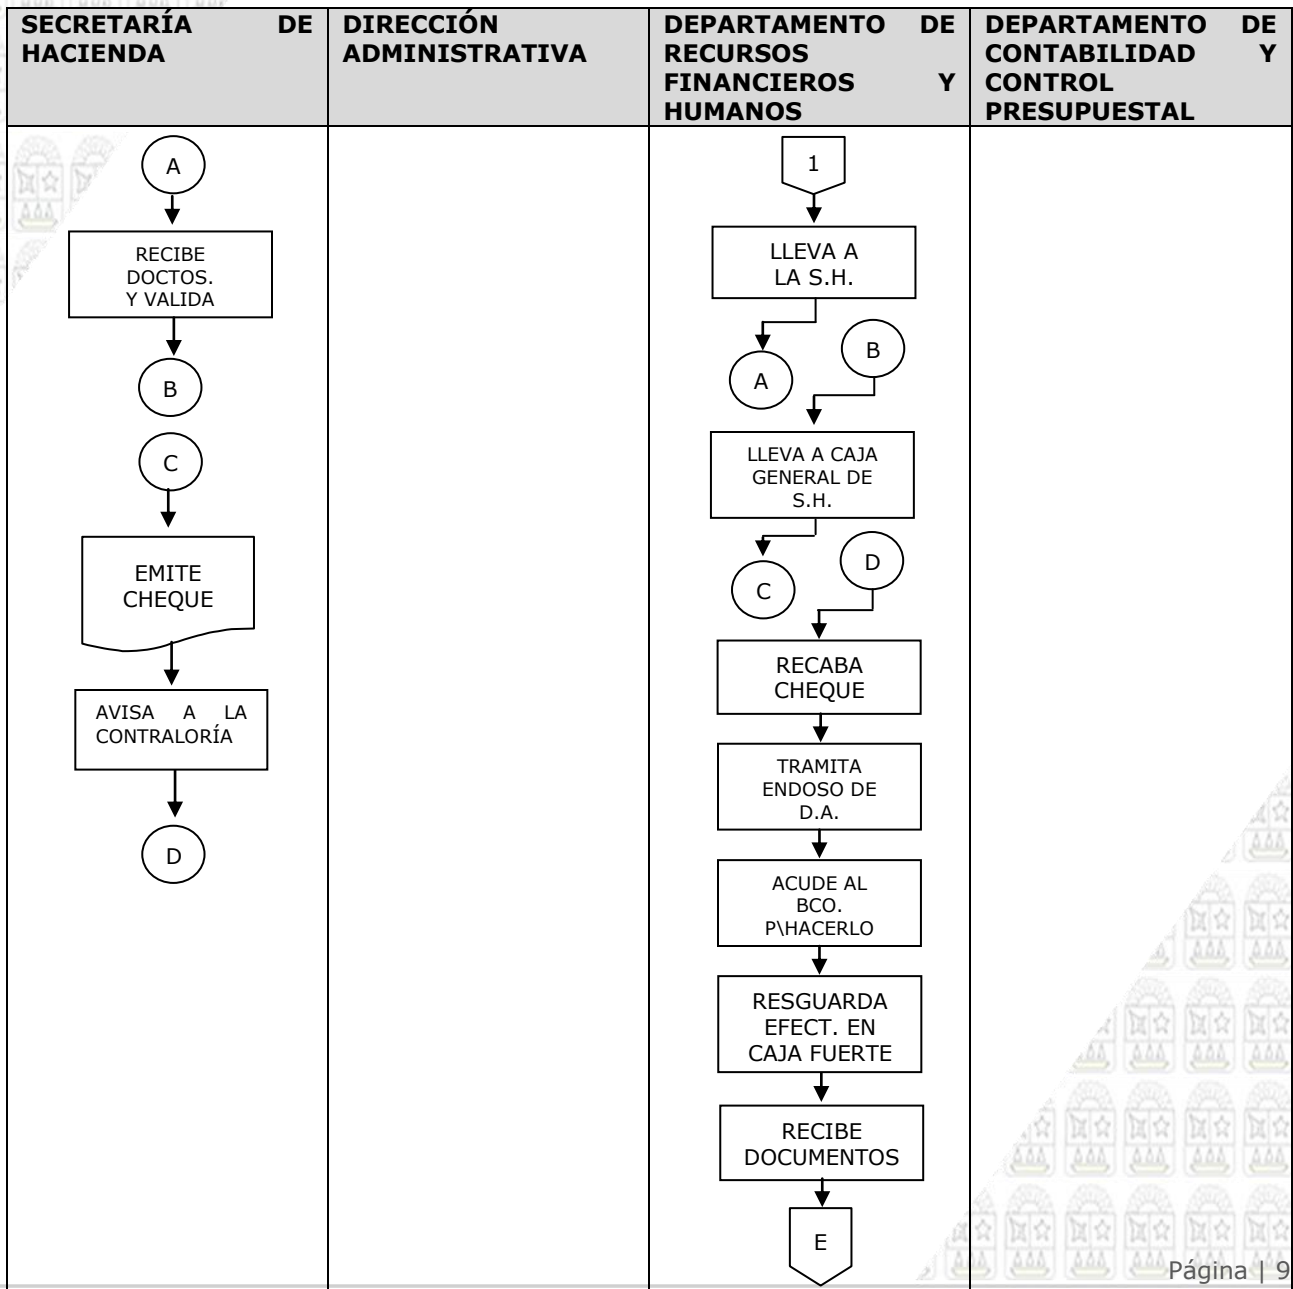 SECRETARÍA DE
HACIENDA
DIRECCIÓN
ADMINISTRATIVA
DEPARTAMENTO DE
RECURSOS
FINANCIEROS Y
HUMANOS
DEPARTAMENTO DE
CONTABILIDAD Y
CONTROL
PRESUPUESTAL
A
RECIBE
DOCTOS.
Y VALIDA
B
C
EMITE
CHEQUE
AVISA A LA
CONTRALORÍA
D
1
LLEVA A
LA S.H.
A
B
LLEVA A CAJA
GENERAL DE
S.H.
C
D
RECABA
CHEQUE
TRAMITA
ENDOSO DE
D.A.
ACUDE AL
BCO.
P\HACERLO
RESGUARDA
EFECT. EN
CAJA FUERTE
RECIBE
DOCUMENTOS
E
Página | 9